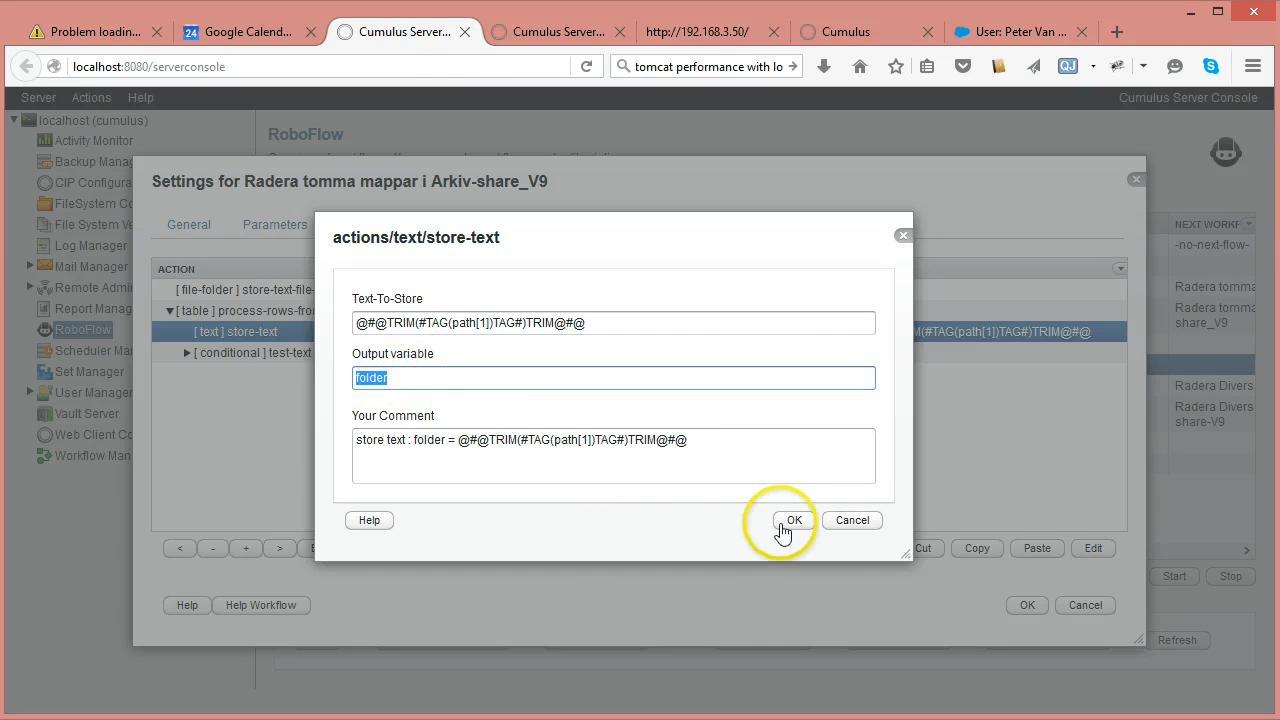 Problem loadin...
Google Calend...
Cumulus Server...
Cumulus Server...
http://192.168.3.50/
Cumulus
User: Peter Van ...
localhost:8080/serverconsole
tomcat performance with lo
Server Actions Help
Cumulus Server Console
localhost (cumulus)
Activity Monitor
Backup Mana
CIP Configura
FileSystem Co
File System Ve
Log Manager
Mail Manager
Remote Admi
Report Manag
RoboFlow
Scheduler Ma
Set Manager
User Manager
Vault Server
Web Client Co
Workflow Man
RoboFlow
Settings for Radera tomma mappar i Arkiv-share_V9
General Parameters
ACTION
[ file-folder ] store-text-file-
[ table ] process-rows-fror
[ text ] store-text
(#TAG(path[1])TAG#)TRIM@#@
[ conditional ] test-text
actions/text/store-text
Text-To-Store
@#@TRIM(#TAG(path[1])TAG#)TRIM@#@
Output variable
folder
Your Comment
store text : folder = @#@TRIM(#TAG(path[1])TAG#)TRIM@#@
Help OK Cancel
< - + > Cut Copy Paste Edit
Help Help Workflow OK Cancel
NEXT WORKF
-no-next-flow-
Radera tomma
Radera tomma
share_V9
Radera Divers
Radera Divers
share-V9
Start Stop
Refresh